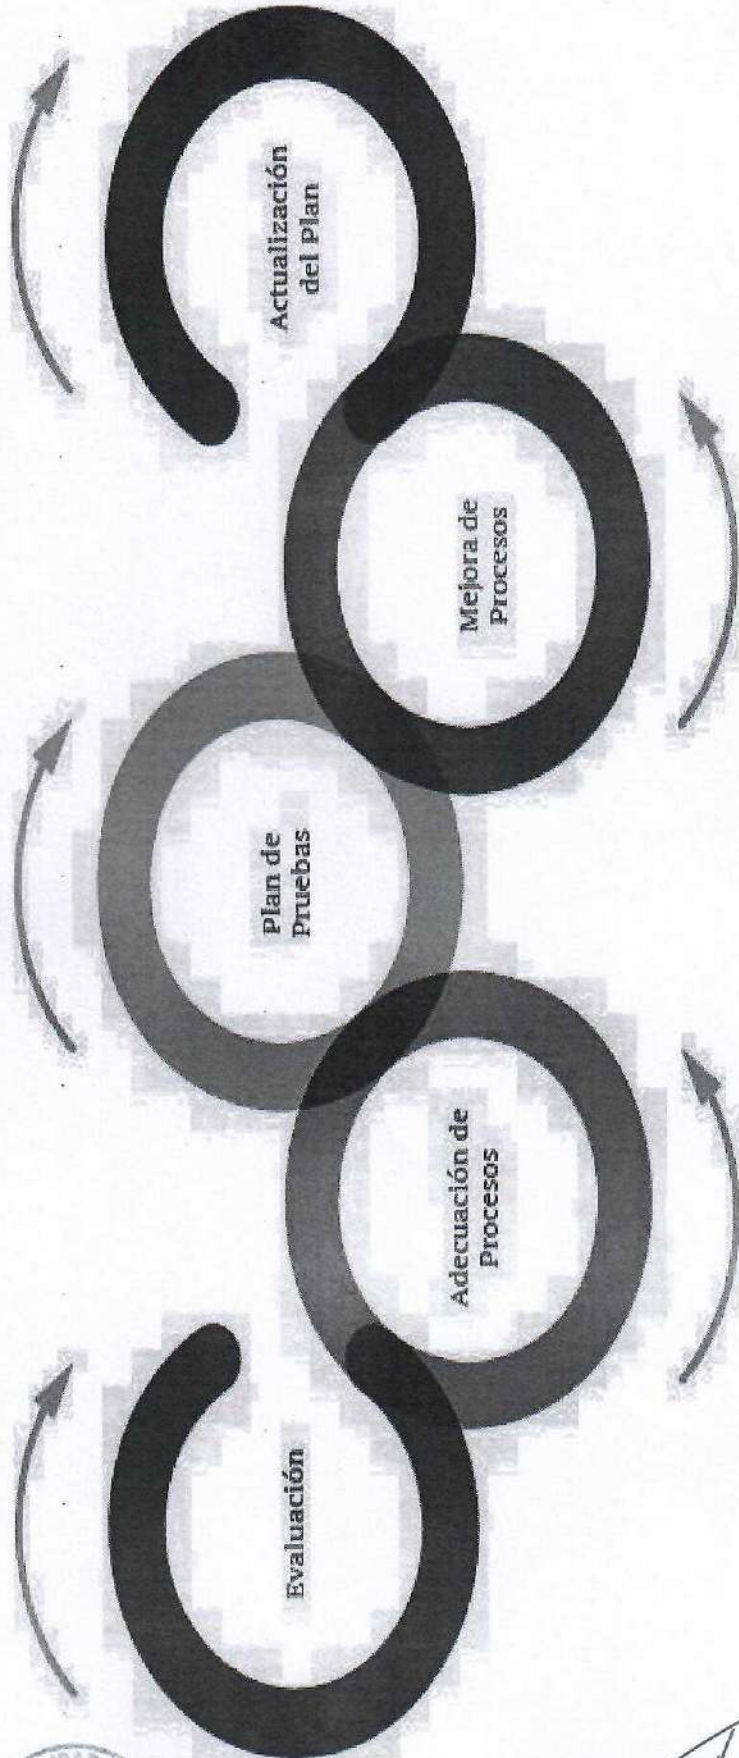 Evaluación
Adecuación de
Procesos
Plan de
Pruebas
Mejora de
Procesos
Actualización
del Plan